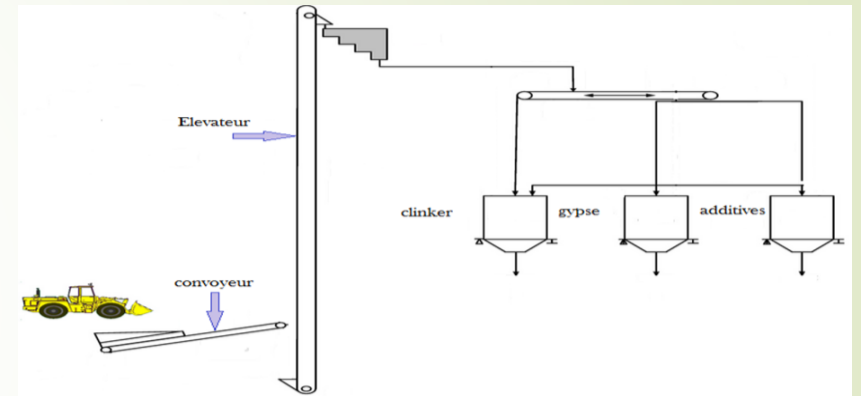 Elevateur
clinker
gypse
additives
convoyeur